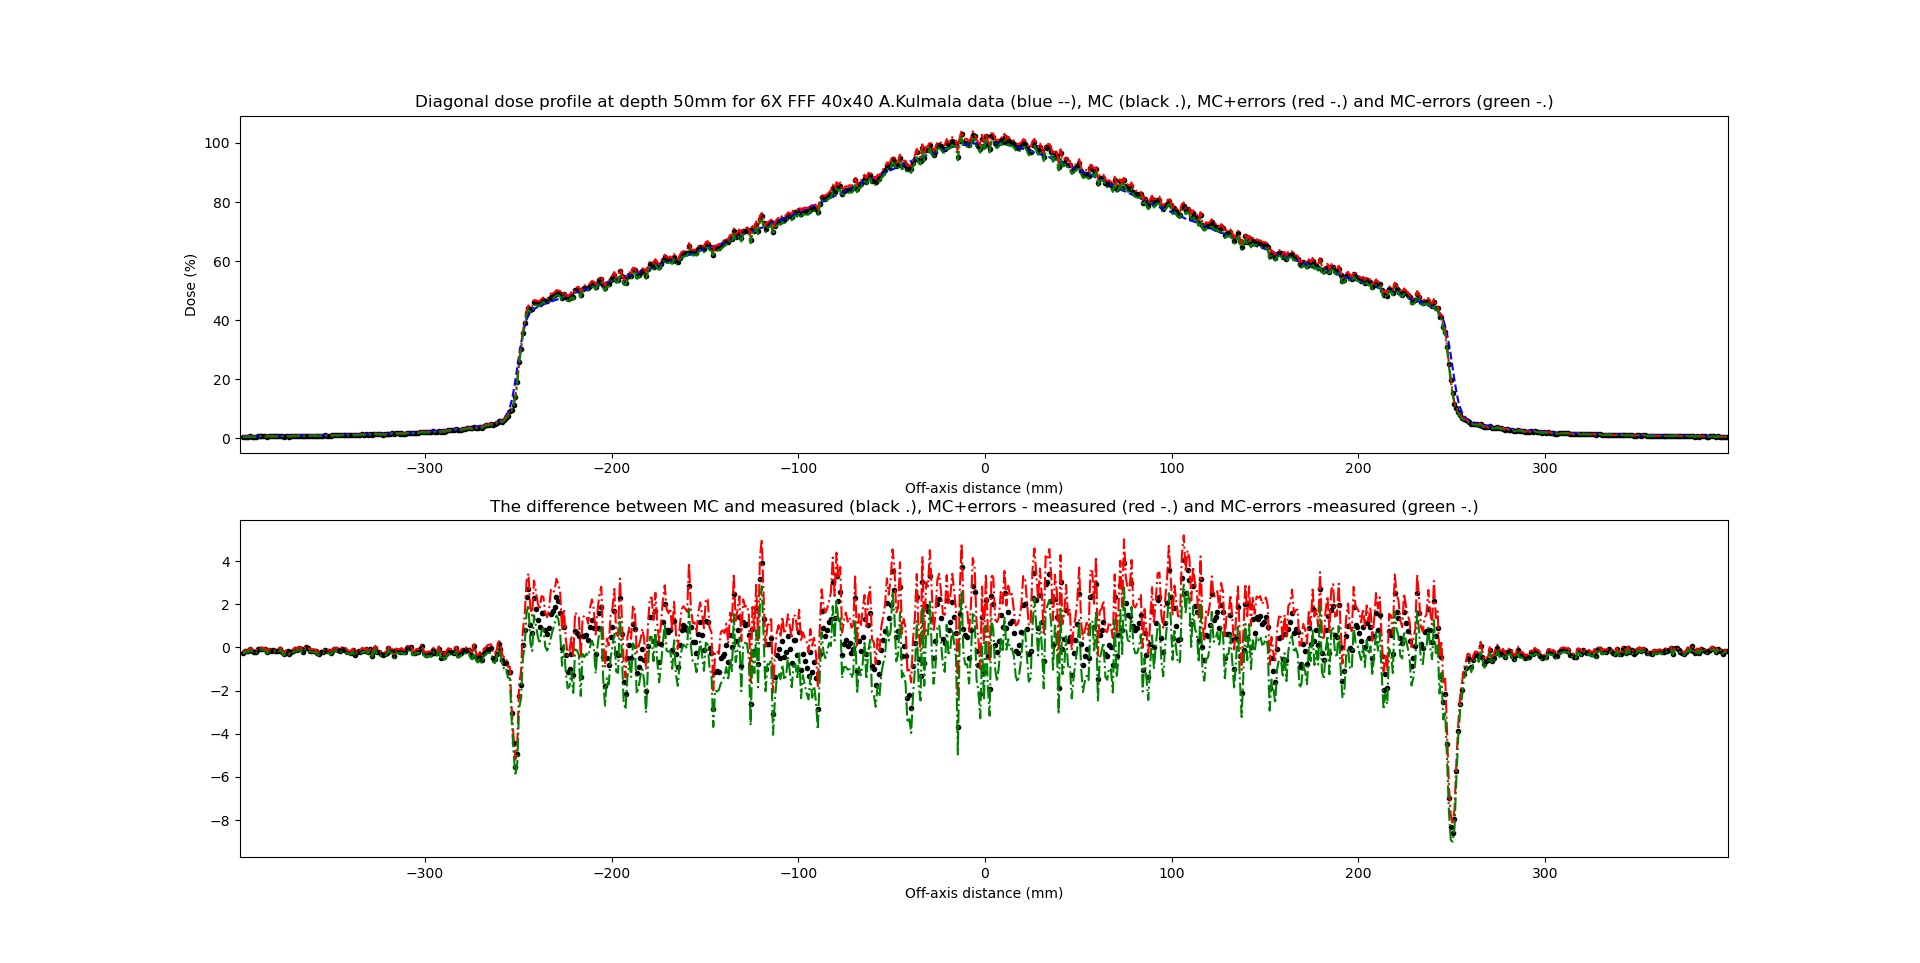 Diagonal dose profile at depth 50mm for 6X FFF 40x40 A.Kulmala data (blue --), MC (black .), MC+errors (red -.) and MC-errors (green -.)
100
80
60
40
20
0
Dose (%)
−300 −200 −100 0 100 200 300
Off-axis distance (mm)
The difference between MC and measured (black .), MC+errors - measured (red -.) and MC-errors -measured (green -.)
4
2
0
−2
−4
−6
−8
−300 −200 −100 0 100 200 300
Off-axis distance (mm)